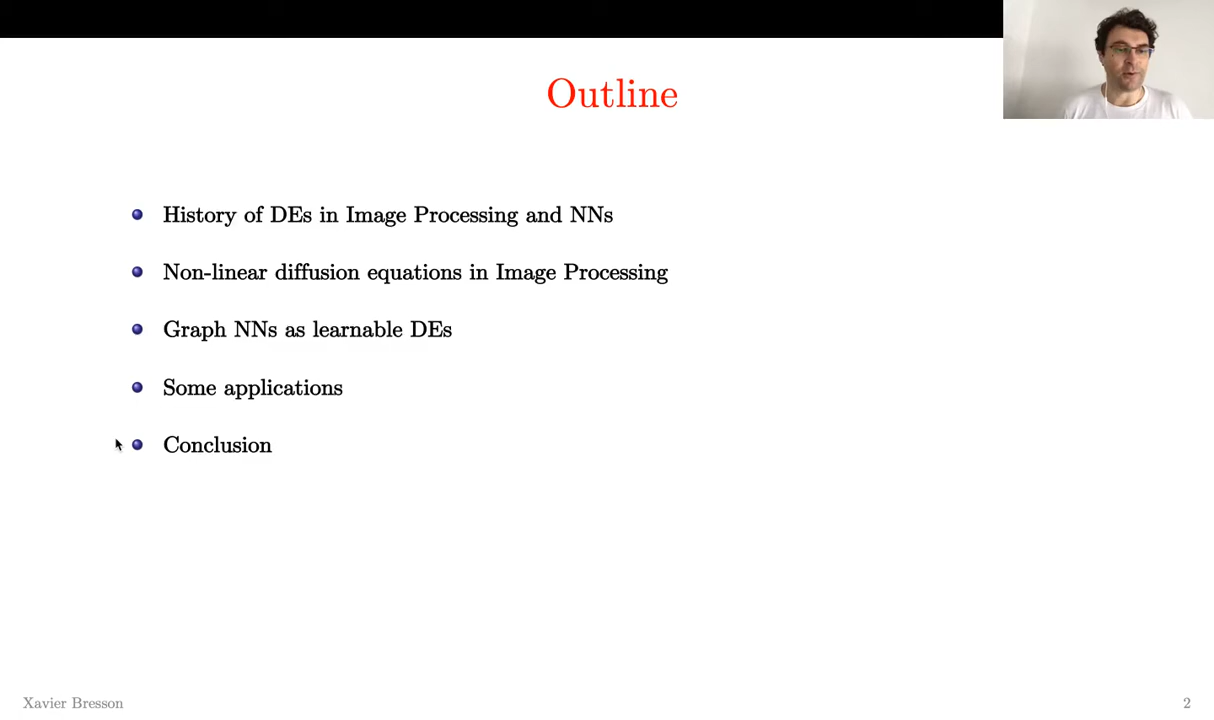 Outline
History of DEs in Image Processing and NNs
Non-linear diffusion equations in Image Processing
Graph NNs as learnable DEs
Some applications
Conclusion
Xavier Bresson
2